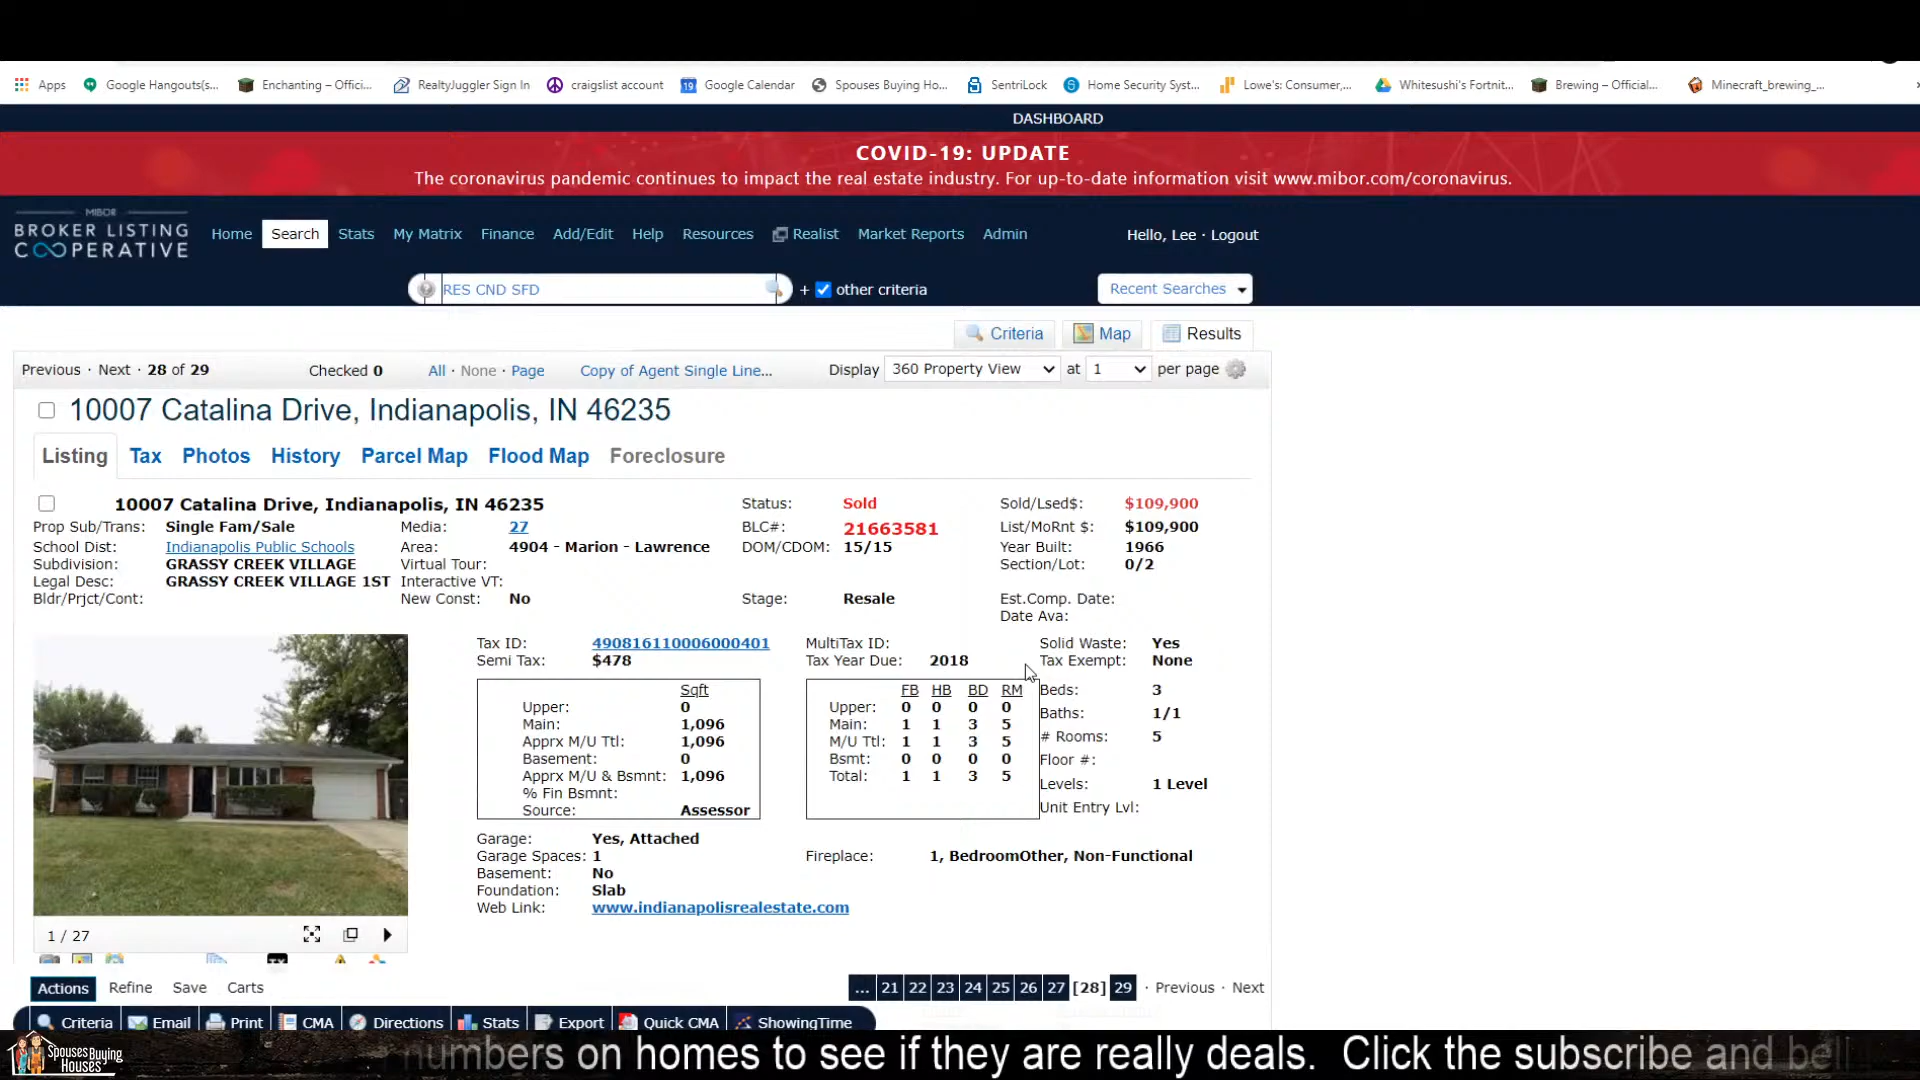 Apps Google Hangouts(s... Enchanting – Offici... RealtyJuggler Sign In craigslist account Google Calendar Spouses Buying Ho... SentriLock Home Security Syst... Lowe's: Consumer,... Whitesushi's Fortnit... Brewing – Official... Minecraft_brewing_...
DASHBOARD
COVID-19: UPDATE
The coronavirus pandemic continues to impact the real estate industry. For up-to-date information visit www.mibor.com/coronavirus.
MIBOR
BROKER LISTING
COOPERATIVE
Home Search Stats My Matrix Finance Add/Edit Help Resources Realist Market Reports Admin Hello, Lee · Logout
RES CND SFD + other criteria Recent Searches
Criteria Map Results
Previous · Next · 28 of 29 Checked 0 All · None · Page Copy of Agent Single Line... Display 360 Property View at 1 per page
10007 Catalina Drive, Indianapolis, IN 46235
Listing Tax Photos History Parcel Map Flood Map Foreclosure
10007 Catalina Drive, Indianapolis, IN 46235 Status: Sold Sold/Lsed$: $109,900
Prop Sub/Trans: Single Fam/Sale Media: 27 BLC#: 21663581 List/MoRnt $: $109,900
School Dist: Indianapolis Public Schools Area: 4904 - Marion - Lawrence DOM/CDOM: 15/15 Year Built: 1966
Subdivision: GRASSY CREEK VILLAGE Virtual Tour: Section/Lot: 0/2
Legal Desc: GRASSY CREEK VILLAGE 1ST Interactive VT:
Bldr/Prjct/Cont: New Const: No Stage: Resale Est.Comp. Date:
Date Ava:
Tax ID: 490816110006000401 MultiTax ID: Solid Waste: Yes
Semi Tax: $478 Tax Year Due: 2018 Tax Exempt: None
Sqft FB HB BD RM Beds: 3
Upper: 0 Upper: 0 0 0 0
Main: 1,096 Main: 1 1 3 5 Baths: 1/1
Apprx M/U Ttl: 1,096 M/U Ttl: 1 1 3 5 # Rooms: 5
Basement: 0 Bsmt: 0 0 0 0 Floor #:
Apprx M/U & Bsmnt: 1,096 Total: 1 1 3 5 Levels: 1 Level
% Fin Bsmnt:
Source: Assessor Unit Entry Lvl:
Garage: Yes, Attached
Garage Spaces: 1 Fireplace: 1, BedroomOther, Non-Functional
Basement: No
Foundation: Slab
Web Link: www.indianapolisrealestate.com
1 / 27
Actions Refine Save Carts ... 21 22 23 24 25 26 27 [28] 29 · Previous · Next
Criteria Email Print CMA Directions Stats Export Quick CMA ShowingTime
Spouses Buying
Houses
numbers on homes to see if they are really deals. Click the subscribe and bell